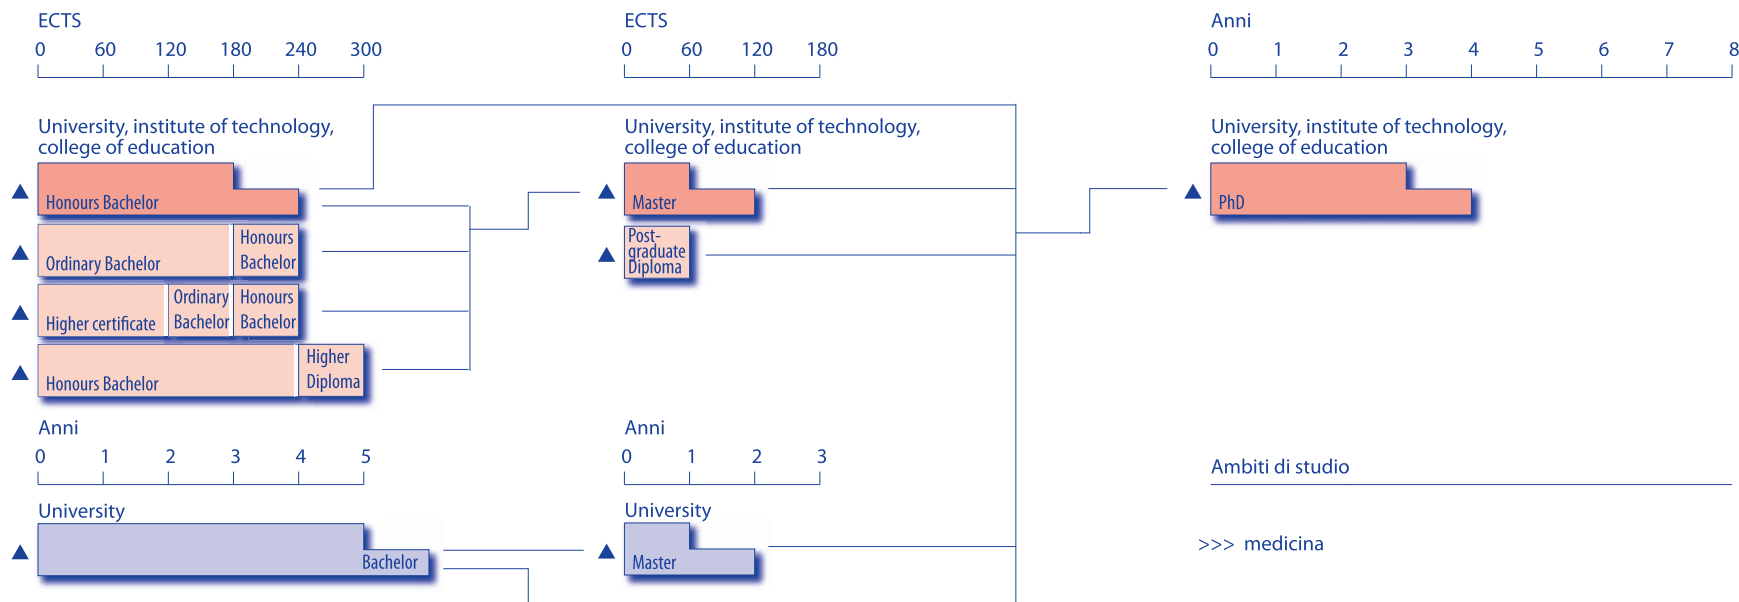 ECTS
0 60 120 180 240 300
University, institute of technology,
college of education
Honours Bachelor
Ordinary Bachelor
Honours
Bachelor
Higher certificate
Ordinary
Bachelor
Honours
Bachelor
Honours Bachelor
Higher
Diploma
Anni
0 1 2 3 4 5
University
Bachelor
ECTS
0 60 120 180
University, institute of technology,
college of education
Master
Post-
graduate
Diploma
Anni
0 1 2 3
University
Master
Anni
0 1 2 3 4 5 6 7 8
University, institute of technology,
college of education
PhD
Ambiti di studio
>>> medicina